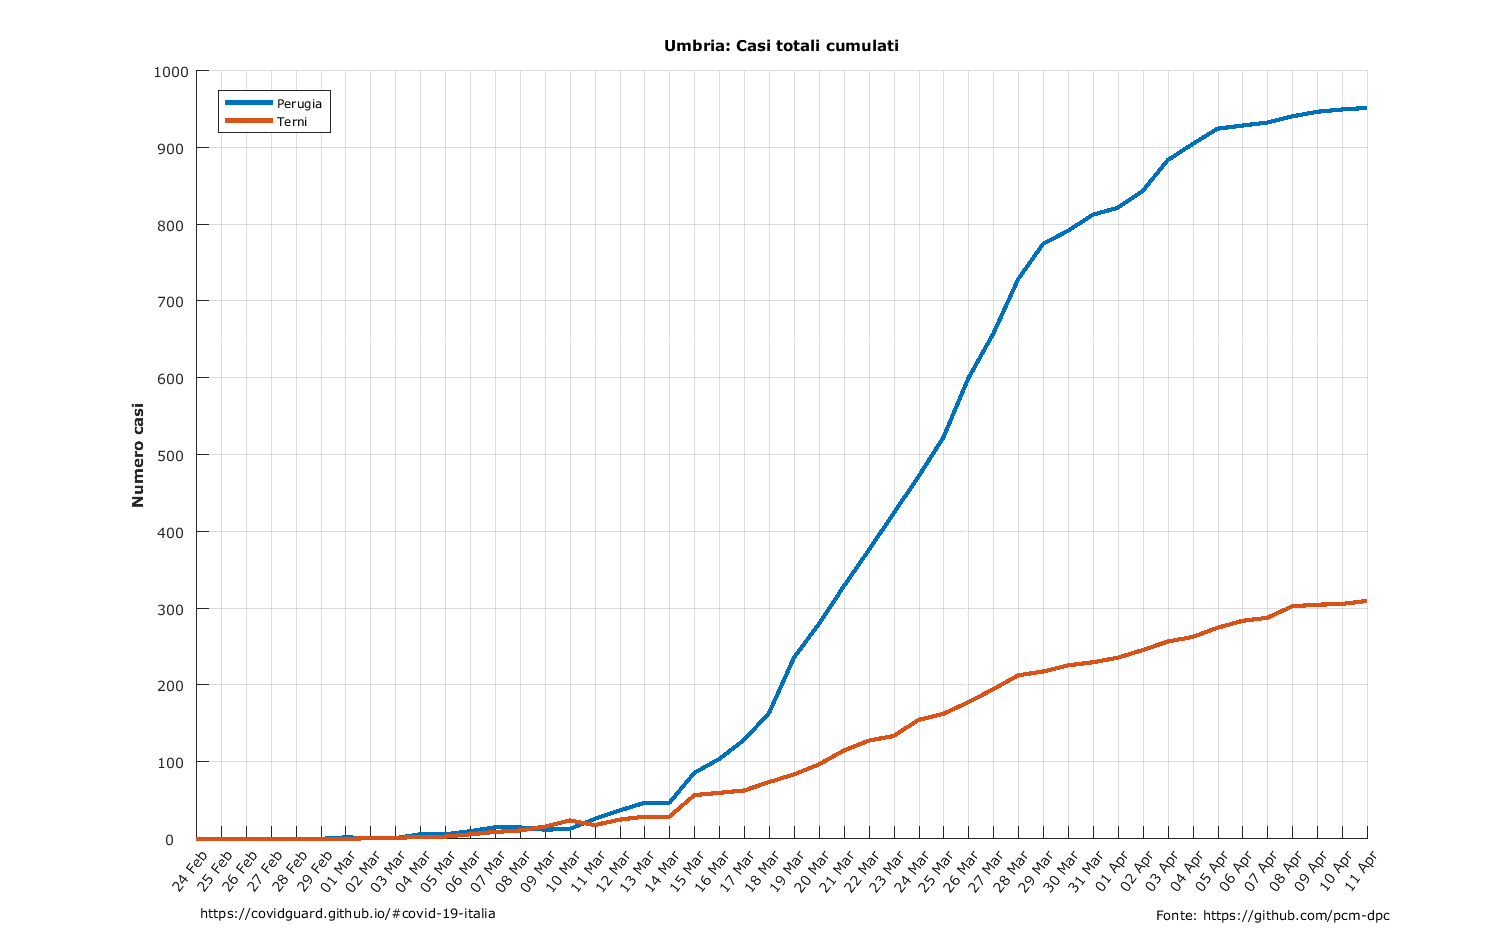 Umbria: Casi totali cumulati
1000
900
800
700
600
500
400
300
200
100
0
Numero casi
Perugia
Terni
24 Feb
25 Feb
26 Feb
27 Feb
28 Feb
29 Feb
01 Mar
02 Mar
03 Mar
04 Mar
05 Mar
06 Mar
07 Mar
08 Mar
09 Mar
10 Mar
11 Mar
12 Mar
13 Mar
14 Mar
15 Mar
16 Mar
17 Mar
18 Mar
19 Mar
20 Mar
21 Mar
22 Mar
23 Mar
24 Mar
25 Mar
26 Mar
27 Mar
28 Mar
29 Mar
30 Mar
31 Mar
01 Apr
02 Apr
03 Apr
04 Apr
05 Apr
06 Apr
07 Apr
08 Apr
09 Apr
10 Apr
11 Apr
https://covidguard.github.io/#covid-19-italia
Fonte: https://github.com/pcm-dpc